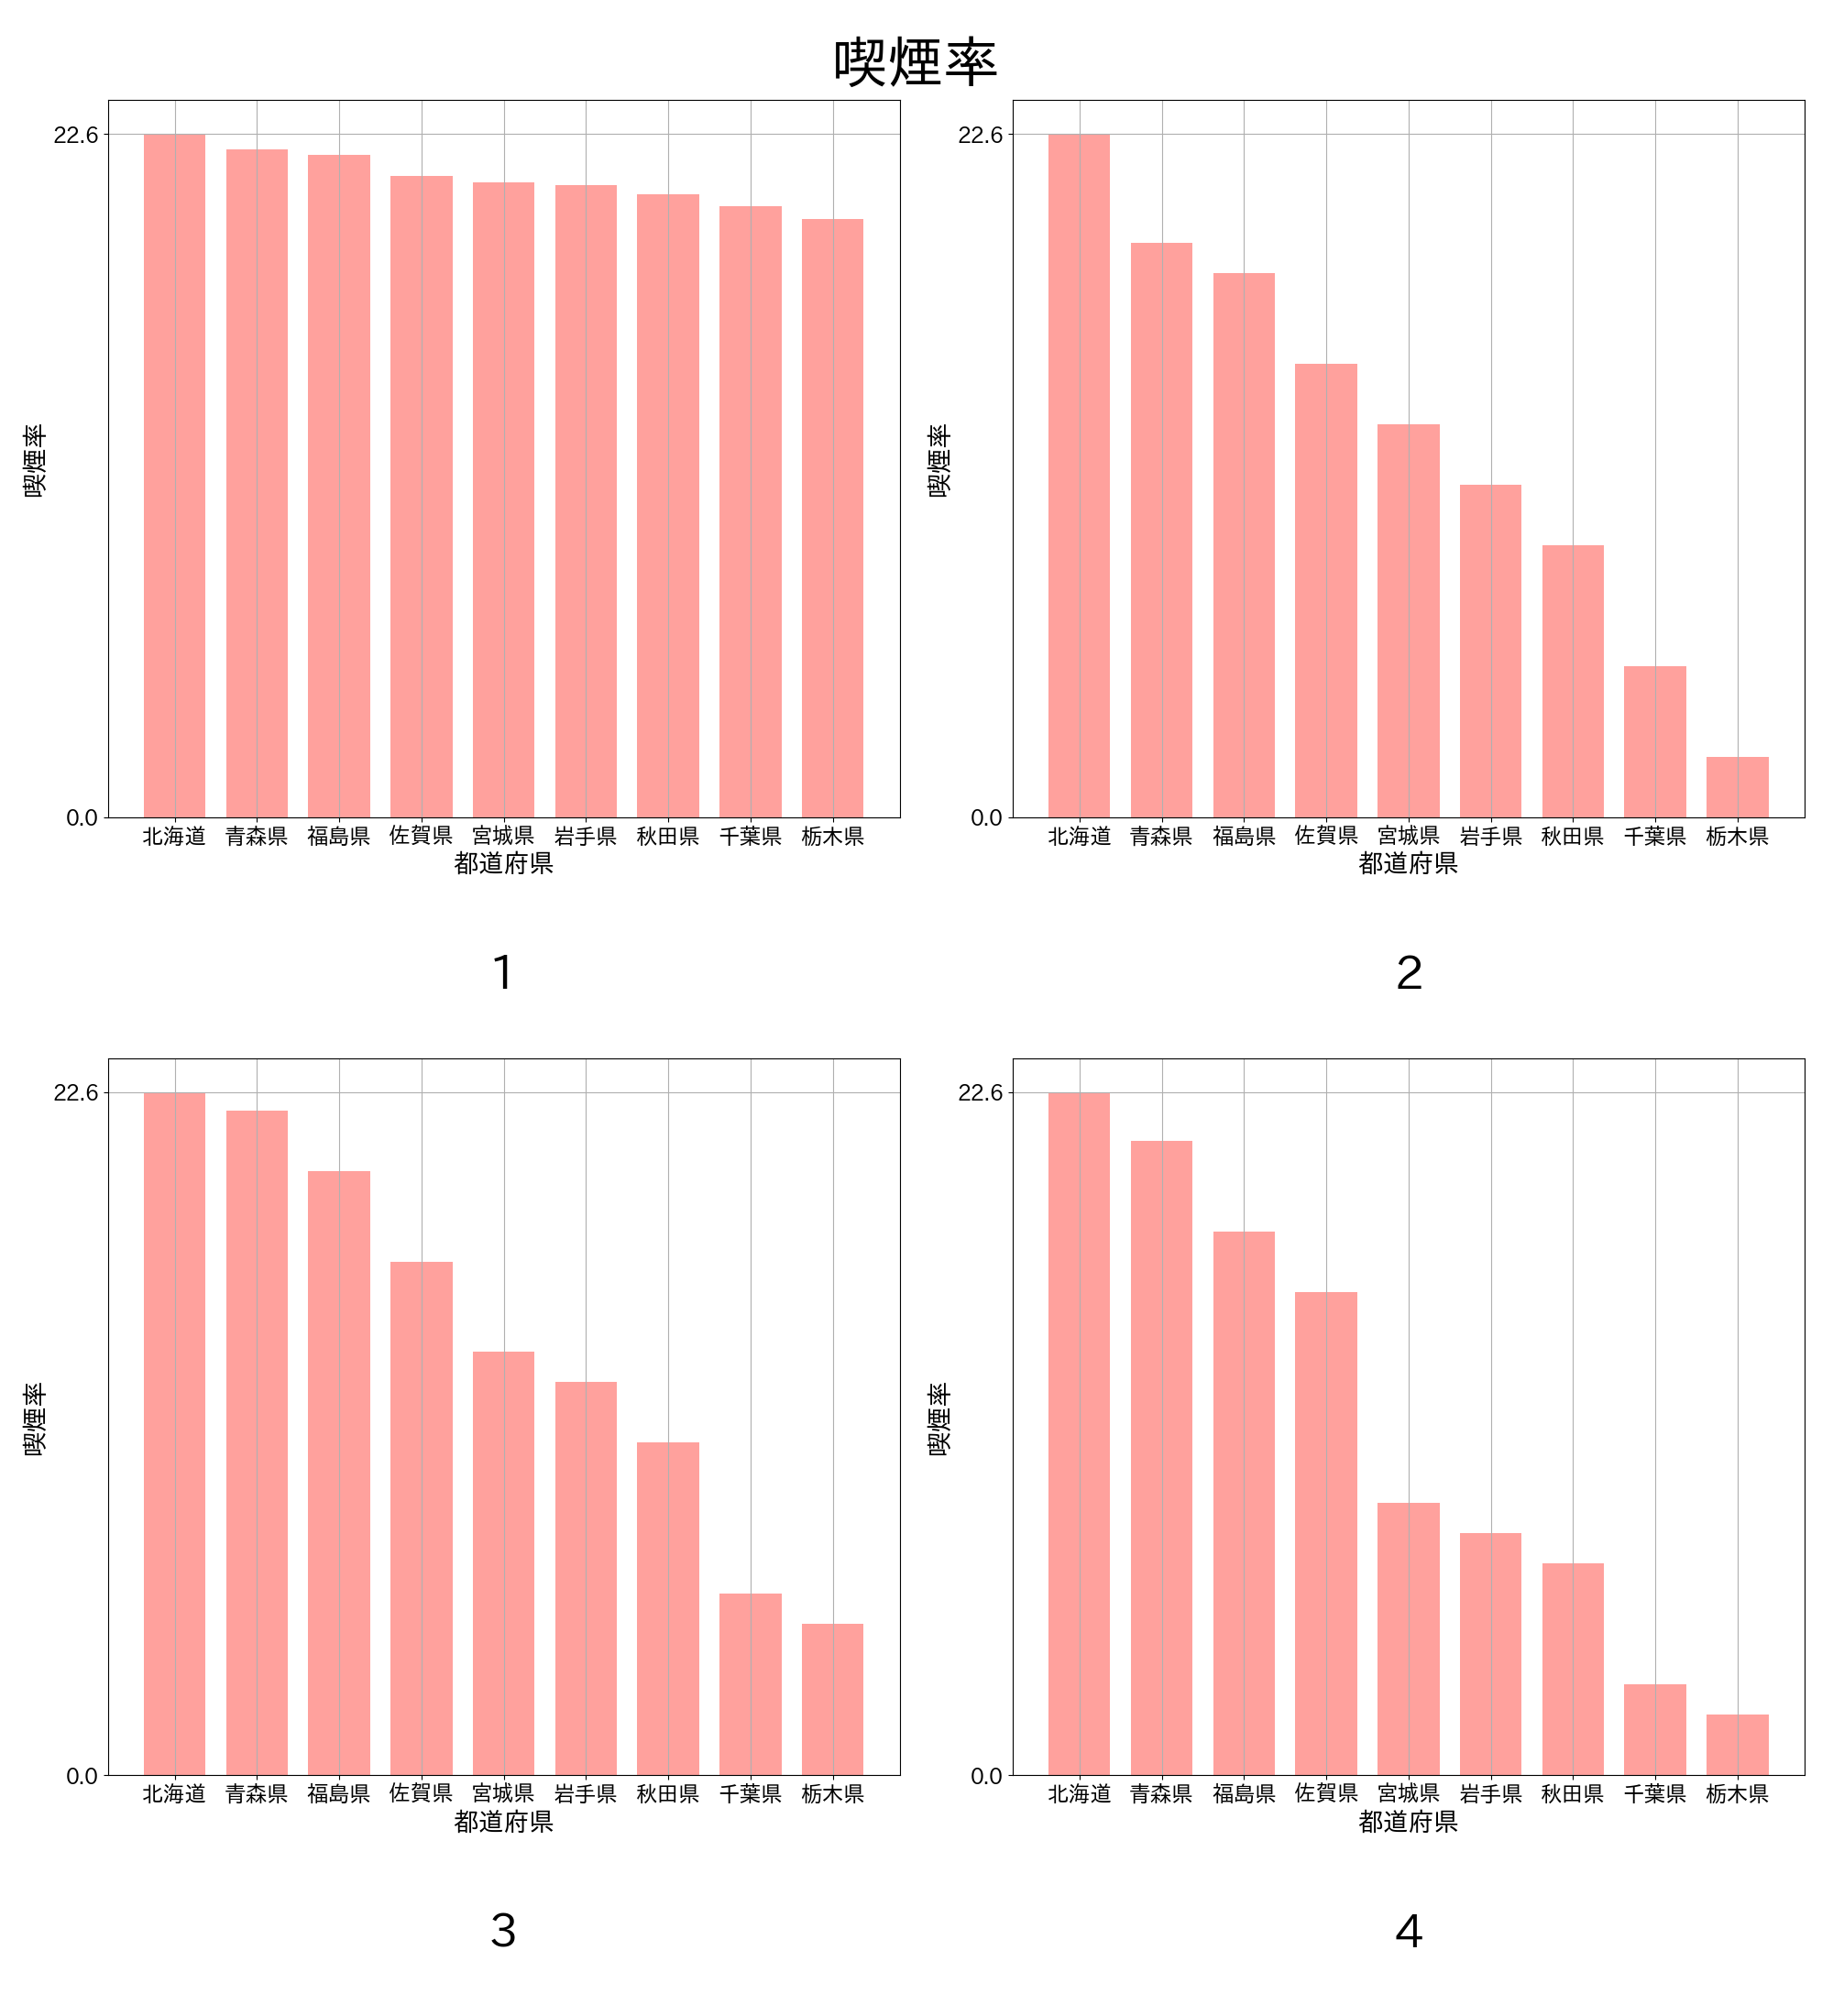 喫煙率
22.6
0.0
喫煙率
北海道 青森県 福島県 佐賀県 宮城県 岩手県 秋田県 千葉県 栃木県
都道府県
1
22.6
0.0
喫煙率
北海道 青森県 福島県 佐賀県 宮城県 岩手県 秋田県 千葉県 栃木県
都道府県
2
22.6
0.0
喫煙率
北海道 青森県 福島県 佐賀県 宮城県 岩手県 秋田県 千葉県 栃木県
都道府県
3
22.6
0.0
喫煙率
北海道 青森県 福島県 佐賀県 宮城県 岩手県 秋田県 千葉県 栃木県
都道府県
4